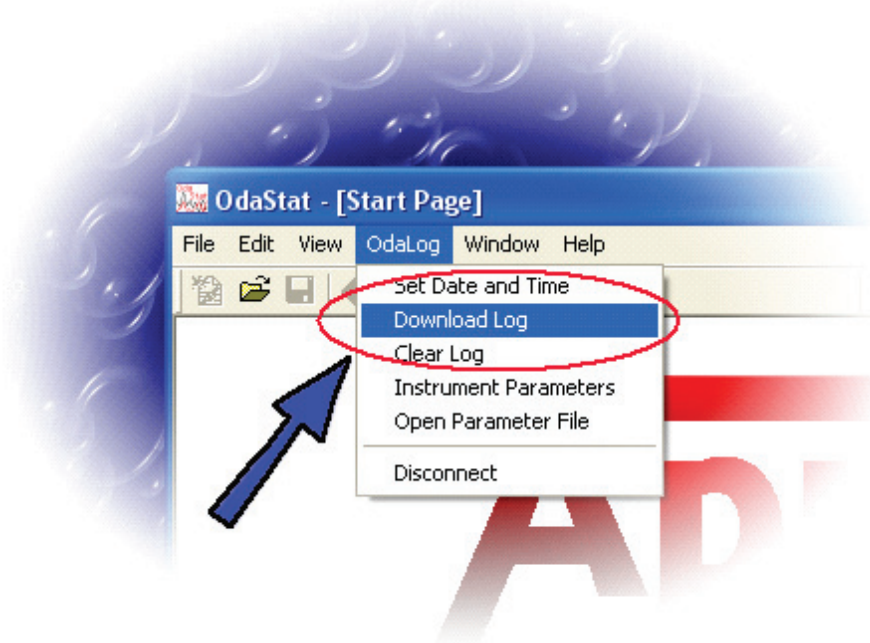 OdaStat - [Start Page]
File Edit View OdaLog Window Help
Set Date and Time
Download Log
Clear Log
Instrument Parameters
Open Parameter File
Disconnect